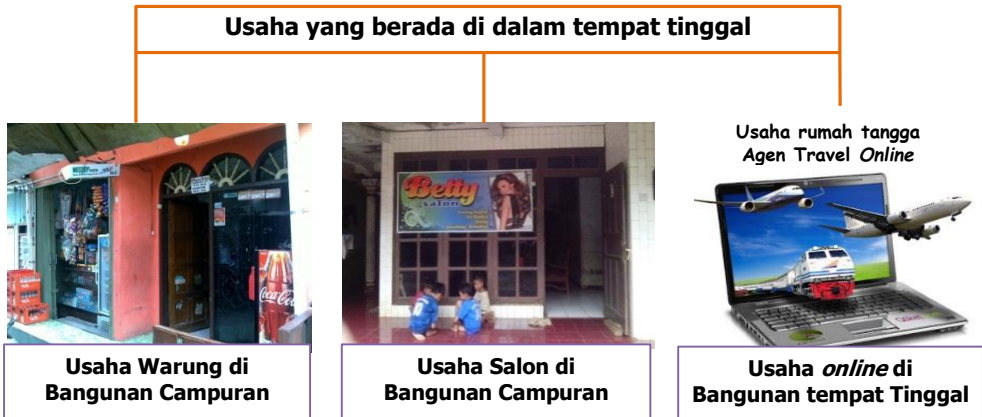 Usaha yang berada di dalam tempat tinggal
Usaha rumah tangga
Agen Travel Online
Betty
salon
Coca-Cola
Usaha Warung di
Bangunan Campuran
Usaha Salon di
Bangunan Campuran
Usaha online di
Bangunan tempat Tinggal